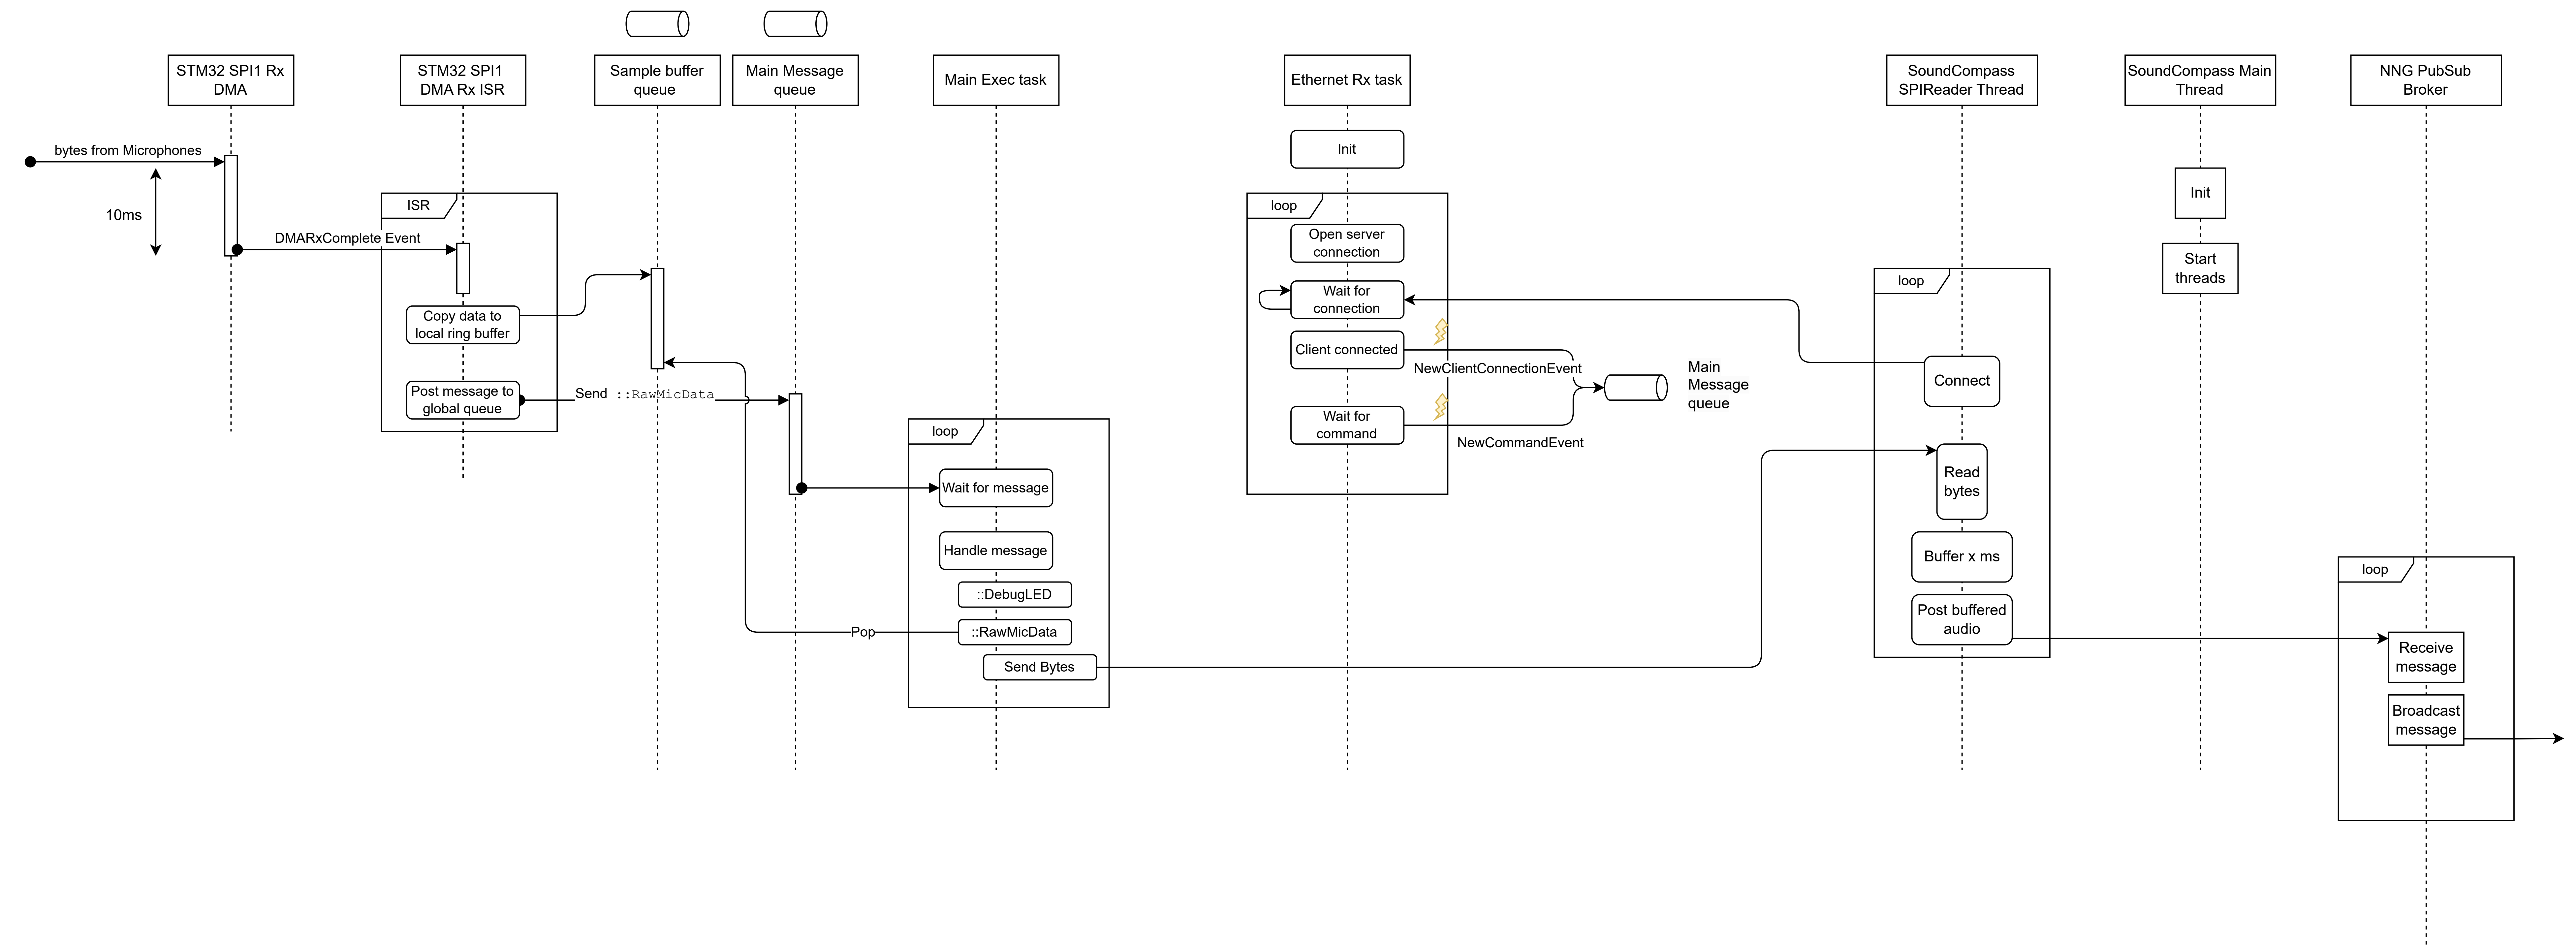 STM32 SPI1 Rx
DMA
STM32 SPI1
DMA Rx ISR
Sample buffer
queue
Main Message
queue
Main Exec task
Ethernet Rx task
SoundCompass
SPIReader Thread
SoundCompass Main
Thread
NNG PubSub
Broker
bytes from Microphones
10ms
DMARxComplete Event
ISR
Copy data to
local ring buffer
Post message to
global queue
Send ::RawMicData
loop
Wait for message
Handle message
::DebugLED
::RawMicData
Pop
Send Bytes
Init
loop
Open server
connection
Wait for
connection
Client connected
NewClientConnectionEvent
Wait for
command
NewCommandEvent
Main
Message
queue
loop
Connect
Read
bytes
Buffer x ms
Post buffered
audio
Init
Start
threads
loop
Receive
message
Broadcast
message